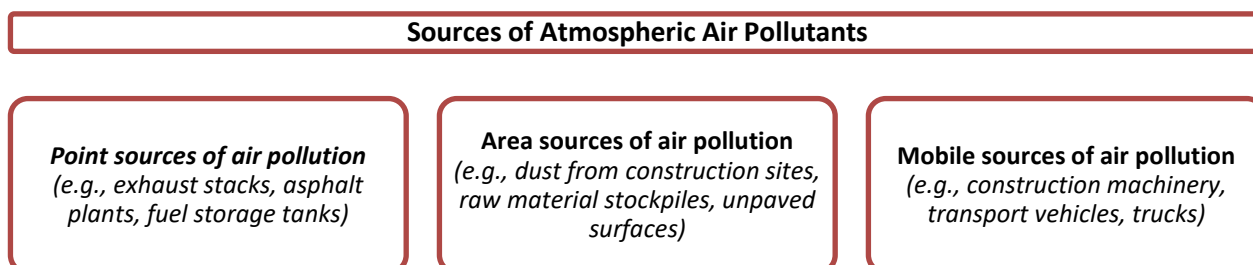 Sources of Atmospheric Air Pollutants
Point sources of air pollution
(e.g., exhaust stacks, asphalt
plants, fuel storage tanks)
Area sources of air pollution
(e.g., dust from construction sites,
raw material stockpiles, unpaved
surfaces)
Mobile sources of air pollution
(e.g., construction machinery,
transport vehicles, trucks)